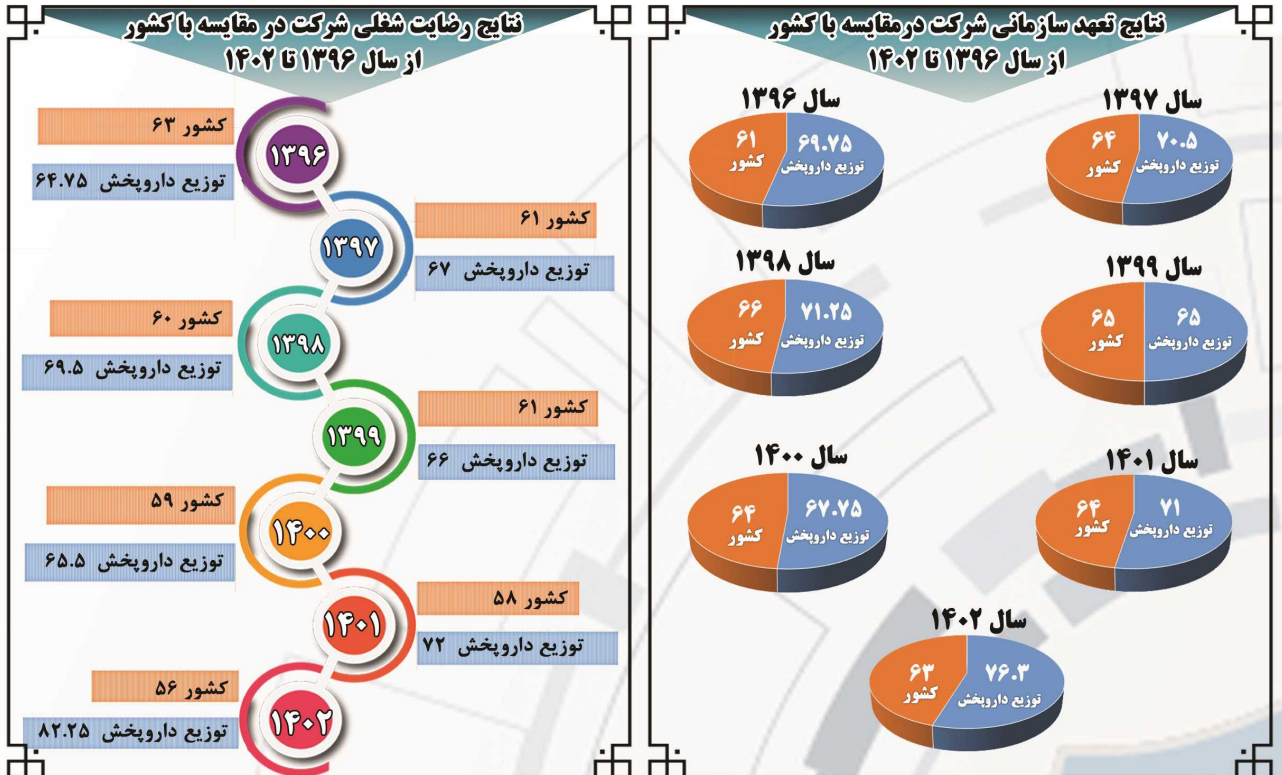 نتایج تعهد سازمانی شرکت درمقایسه با کشور
از سال ۱۳۹۶ تا ۱۴۰۲
سال ۱۳۹۷
۷۰.۵
توزیع داروپخش
۶۴
کشور
سال ۱۳۹۶
۶۹.۷۵
توزیع داروپخش
۶۱
کشور
سال ۱۳۹۹
۶۵
توزیع داروپخش
۶۵
کشور
سال ۱۳۹۸
۷۱.۲۵
توزیع داروپخش
۶۶
کشور
سال ۱۴۰۱
۷۱
توزیع داروپخش
۶۴
کشور
سال ۱۴۰۰
۶۷.۷۵
توزیع داروپخش
۶۴
کشور
سال ۱۴۰۲
۷۶.۳
توزیع داروپخش
۶۳
کشور
نتایج رضایت شغلی شرکت در مقایسه با کشور
از سال ۱۳۹۶ تا ۱۴۰۲
۱۳۹۶
کشور ۶۳
توزیع داروپخش ۶۴.۷۵
۱۳۹۷
کشور ۶۱
توزیع داروپخش ۶۷
۱۳۹۸
کشور ۶۰
توزیع داروپخش ۶۹.۵
۱۳۹۹
کشور ۶۱
توزیع داروپخش ۶۶
۱۴۰۰
کشور ۵۹
توزیع داروپخش ۶۵.۵
۱۴۰۱
کشور ۵۸
توزیع داروپخش ۷۲
۱۴۰۲
کشور ۵۶
توزیع داروپخش ۸۲.۲۵